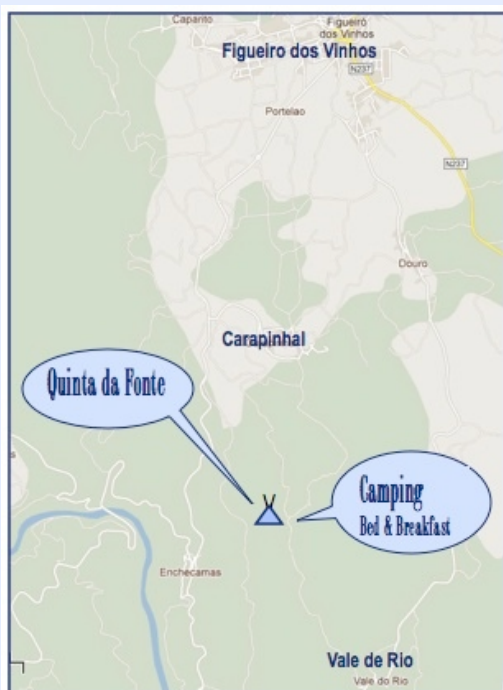 Caparito
Figueiró
dos Vinhos
Figueiro dos Vinhos
N237
Portelao
N237
Douro
Carapinhal
Quinta da Fonte
Camping
Bed & Breakfast
Enchecamas
Vale de Rio
Vale do Rio